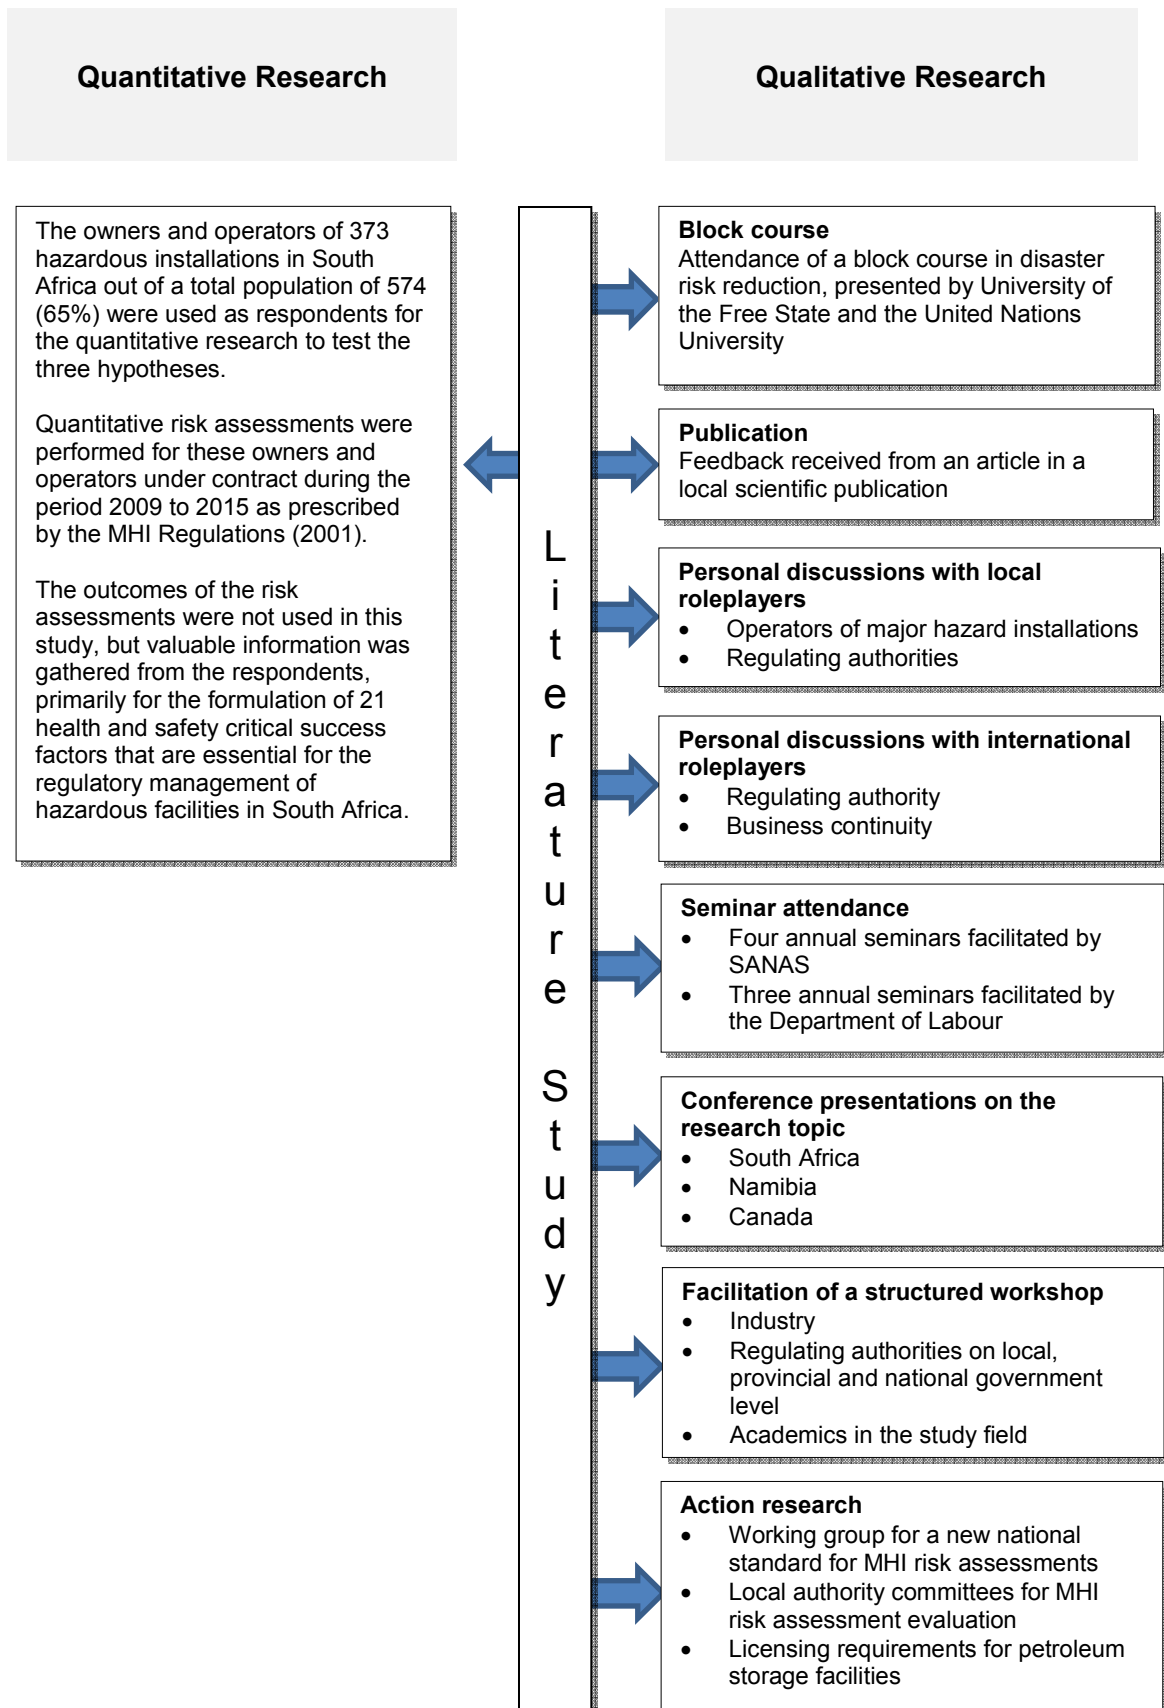 Quantitative Research
Qualitative Research
The owners and operators of 373
hazardous installations in South
Africa out of a total population of 574
(65%) were used as respondents for
the quantitative research to test the
three hypotheses.
Quantitative risk assessments were
performed for these owners and
operators under contract during the
period 2009 to 2015 as prescribed
by the MHI Regulations (2001).
The outcomes of the risk
assessments were not used in this
study, but valuable information was
gathered from the respondents,
primarily for the formulation of 21
health and safety critical success
factors that are essential for the
regulatory management of
hazardous facilities in South Africa.
Literature Study
Block course
Attendance of a block course in disaster
risk reduction, presented by University of
the Free State and the United Nations
University
Publication
Feedback received from an article in a
local scientific publication
Personal discussions with local
roleplayers
• Operators of major hazard installations
• Regulating authorities
Personal discussions with international
roleplayers
• Regulating authority
• Business continuity
Seminar attendance
• Four annual seminars facilitated by
SANAS
• Three annual seminars facilitated by
the Department of Labour
Conference presentations on the
research topic
• South Africa
• Namibia
• Canada
Facilitation of a structured workshop
• Industry
• Regulating authorities on local,
provincial and national government
level
• Academics in the study field
Action research
• Working group for a new national
standard for MHI risk assessments
• Local authority committees for MHI
risk assessment evaluation
• Licensing requirements for petroleum
storage facilities